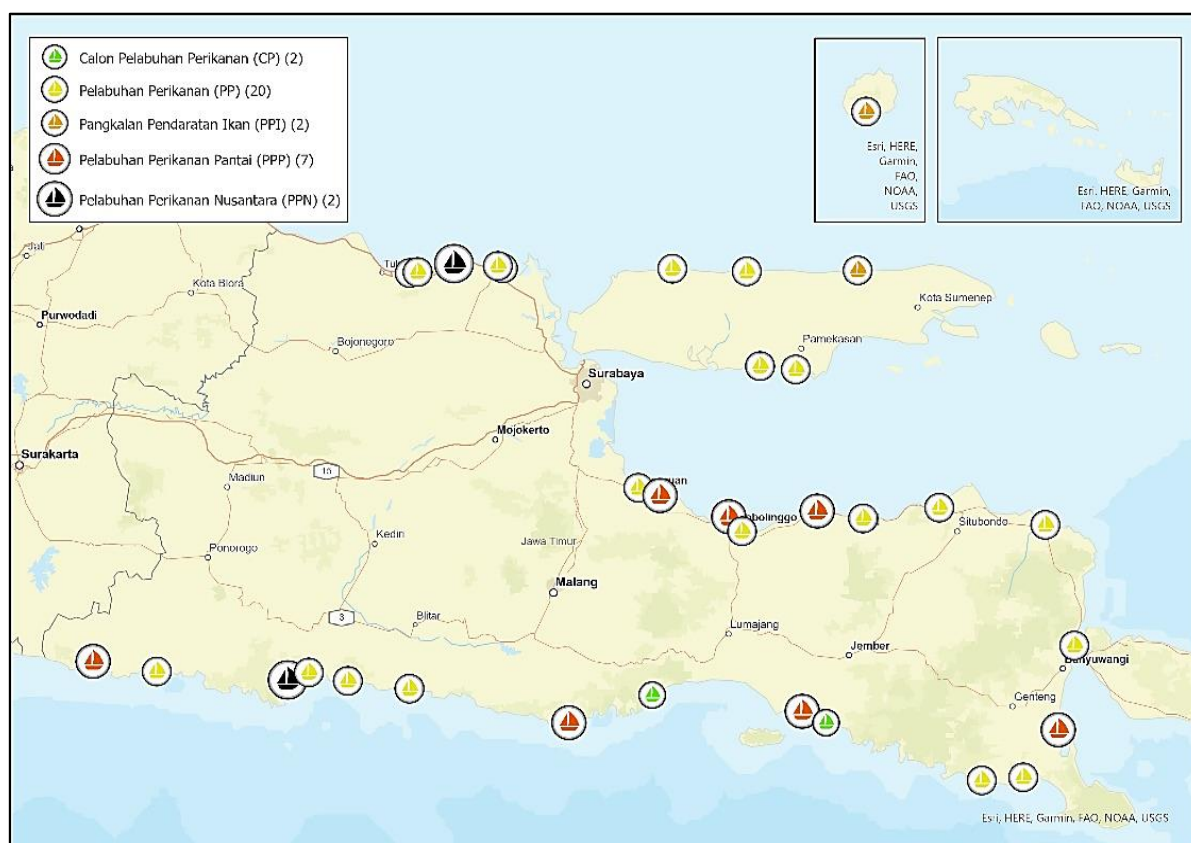 Calon Pelabuhan Perikanan (CP) (2)
Pelabuhan Perikanan (PP) (20)
Pangkalan Pendaratan Ikan (PPI) (2)
Pelabuhan Perikanan Pantai (PPP) (7)
Pelabuhan Perikanan Nusantara (PPN) (2)
Esri, HERE,
Garmin,
FAO,
NOAA,
USGS
Esri, HERE, Garmin,
FAO, NOAA, USGS
Kota Blora
Purwodadi
Bojonegoro
Kota Sumenep
Pamekasan
Surabaya
Mojokerto
Surakarta
Madiun
Ponorogo
Kediri
Jawa Timur
Malang
Situbondo
3
Blitar
Lumajang
Jember
Banyuwangi
Genteng
Esri, HERE, Garmin, FAO, NOAA, USGS